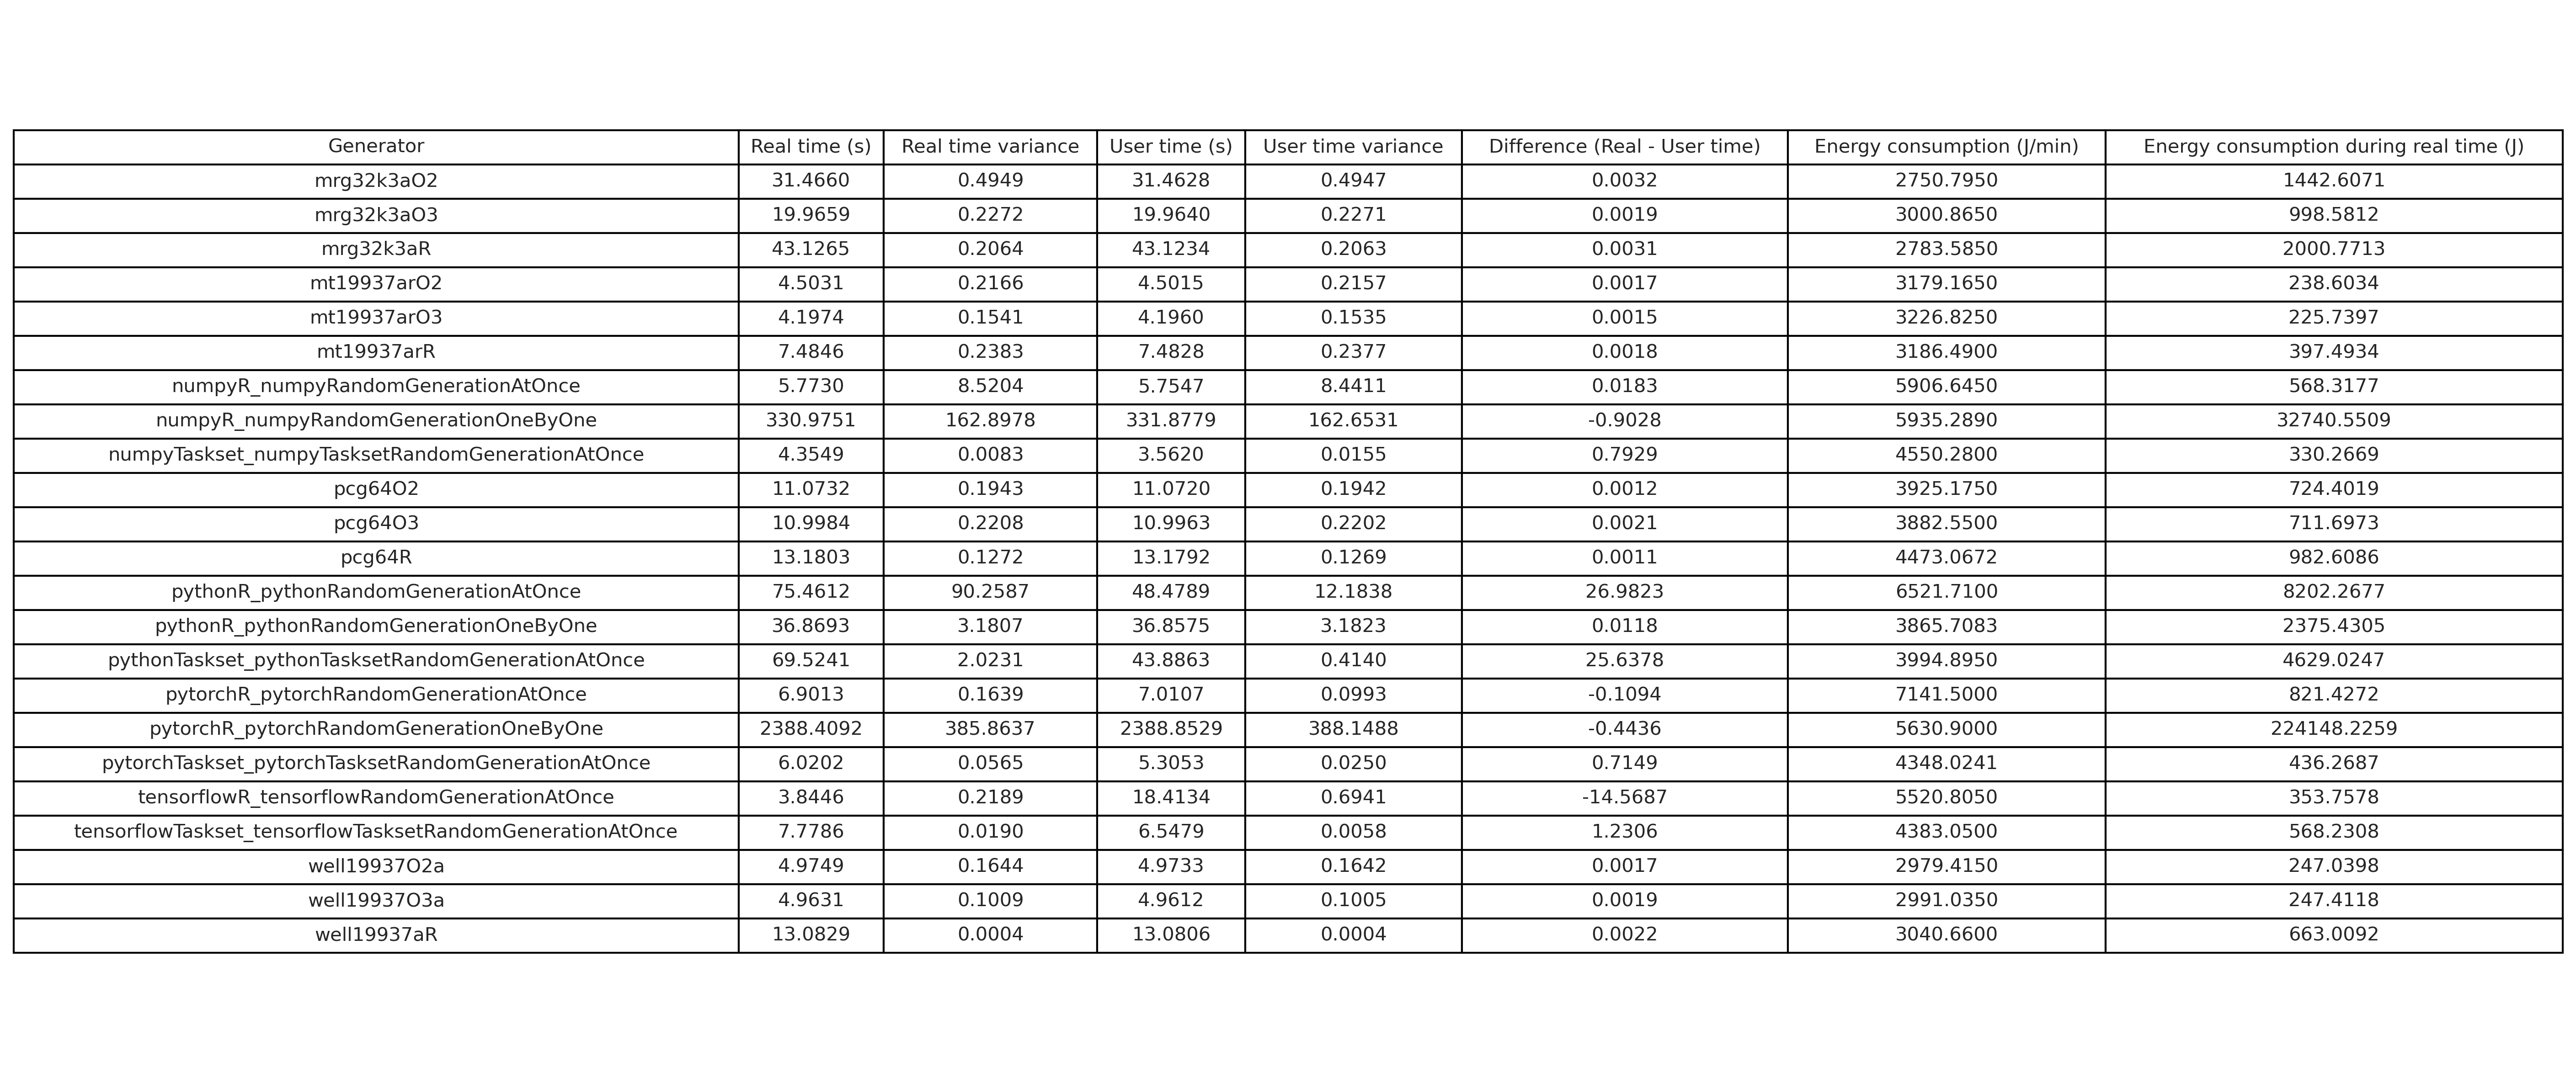 Generator Real time (s) Real time variance User time (s) User time variance Difference (Real - User time) Energy consumption (J/min) Energy consumption during real time (J)
mrg32k3aO2 31.4660 0.4949 31.4628 0.4947 0.0032 2750.7950 1442.6071
mrg32k3aO3 19.9659 0.2272 19.9640 0.2271 0.0019 3000.8650 998.5812
mrg32k3aR 43.1265 0.2064 43.1234 0.2063 0.0031 2783.5850 2000.7713
mt19937arO2 4.5031 0.2166 4.5015 0.2157 0.0017 3179.1650 238.6034
mt19937arO3 4.1974 0.1541 4.1960 0.1535 0.0015 3226.8250 225.7397
mt19937arR 7.4846 0.2383 7.4828 0.2377 0.0018 3186.4900 397.4934
numpyR_numpyRandomGenerationAtOnce 5.7730 8.5204 5.7547 8.4411 0.0183 5906.6450 568.3177
numpyR_numpyRandomGenerationOneByOne 330.9751 162.8978 331.8779 162.6531 -0.9028 5935.2890 32740.5509
numpyTaskset_numpyTasksetRandomGenerationAtOnce 4.3549 0.0083 3.5620 0.0155 0.7929 4550.2800 330.2669
pcg64O2 11.0732 0.1943 11.0720 0.1942 0.0012 3925.1750 724.4019
pcg64O3 10.9984 0.2208 10.9963 0.2202 0.0021 3882.5500 711.6973
pcg64R 13.1803 0.1272 13.1792 0.1269 0.0011 4473.0672 982.6086
pythonR_pythonRandomGenerationAtOnce 75.4612 90.2587 48.4789 12.1838 26.9823 6521.7100 8202.2677
pythonR_pythonRandomGenerationOneByOne 36.8693 3.1807 36.8575 3.1823 0.0118 3865.7083 2375.4305
pythonTaskset_pythonTasksetRandomGenerationAtOnce 69.5241 2.0231 43.8863 0.4140 25.6378 3994.8950 4629.0247
pytorchR_pytorchRandomGenerationAtOnce 6.9013 0.1639 7.0107 0.0993 -0.1094 7141.5000 821.4272
pytorchR_pytorchRandomGenerationOneByOne 2388.4092 385.8637 2388.8529 388.1488 -0.4436 5630.9000 224148.2259
pytorchTaskset_pytorchTasksetRandomGenerationAtOnce 6.0202 0.0565 5.3053 0.0250 0.7149 4348.0241 436.2687
tensorflowR_tensorflowRandomGenerationAtOnce 3.8446 0.2189 18.4134 0.6941 -14.5687 5520.8050 353.7578
tensorflowTaskset_tensorflowTasksetRandomGenerationAtOnce 7.7786 0.0190 6.5479 0.0058 1.2306 4383.0500 568.2308
well19937O2a 4.9749 0.1644 4.9733 0.1642 0.0017 2979.4150 247.0398
well19937O3a 4.9631 0.1009 4.9612 0.1005 0.0019 2991.0350 247.4118
well19937aR 13.0829 0.0004 13.0806 0.0004 0.0022 3040.6600 663.0092